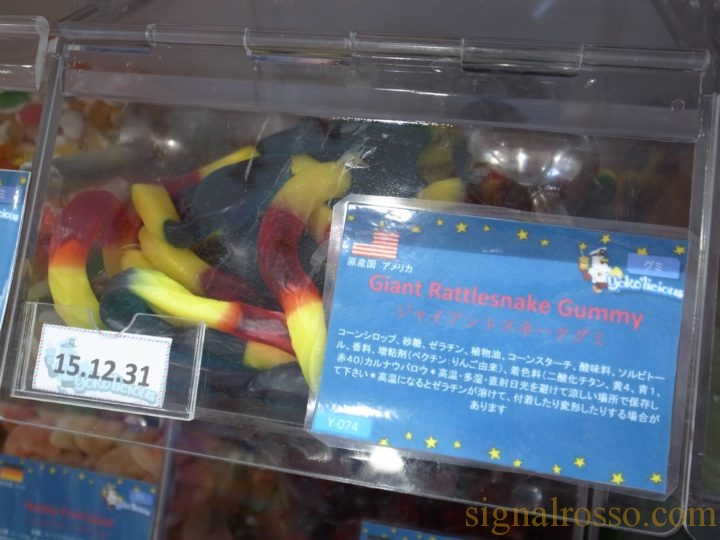 グミ
Yoko'licious
原産国 アメリカ
Giant Rattlesnake Gummy
ジャイアントスネークグミ
コーンシロップ、砂糖、ゼラチン、植物油、コーンスターチ、酸味料、ソルビトー
ル、香料、増粘剤(ペクチン・りんご由来)、着色料(二酸化チタン、黄4、青1、
赤40)カルナウバロウ*高温・多湿・直射日光を避けて涼しい場所で保存し
て下さい*高温になるとゼラチンが溶けて、付着したり変形したりする場合が
あります
Y-074
15.12.31
signalrosso.com